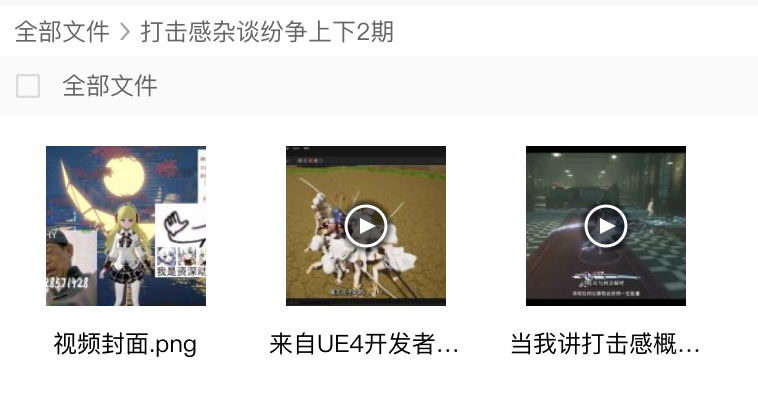 全部文件 > 打击感杂谈纷争上下2期
全部文件
28571428
我是资深动
视频封面.png
来自UE4开发者...
当我讲打击感概...